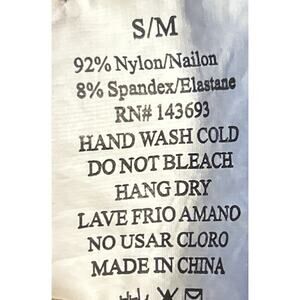 S/M
92% Nylon/Nailon
8% Spandex/Elastane
RN# 143693
HAND WASH COLD
DO NOT BLEACH
HANG DRY
LAVE FRIO AMANO
NO USAR CLORO
MADE IN CHINA